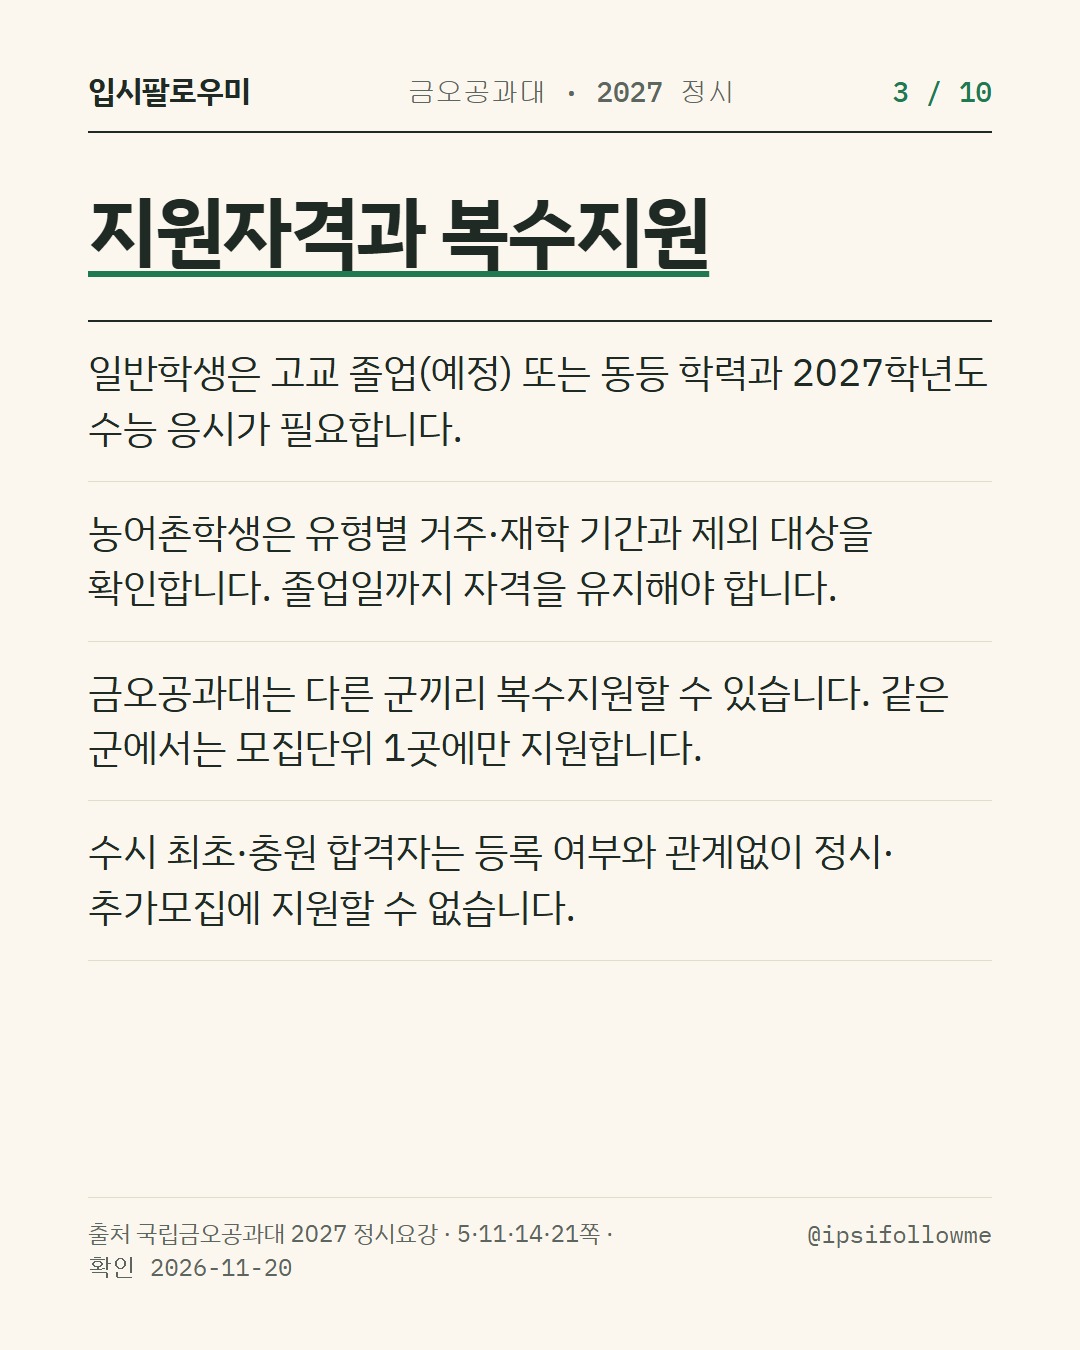 입시팔로우미
금오공과대 · 2027 정시
3 / 10
지원자격과 복수지원
일반학생은 고교 졸업(예정) 또는 동등 학력과 2027학년도
수능 응시가 필요합니다.
농어촌학생은 유형별 거주·재학 기간과 제외 대상을
확인합니다. 졸업일까지 자격을 유지해야 합니다.
금오공과대는 다른 군끼리 복수지원할 수 있습니다. 같은
군에서는 모집단위 1곳에만 지원합니다.
수시 최초·충원 합격자는 등록 여부와 관계없이 정시·
추가모집에 지원할 수 없습니다.
출처 국립금오공과대 2027 정시요강 · 5·11·14·21쪽 ·
확인 2026-11-20
@ipsifollowme